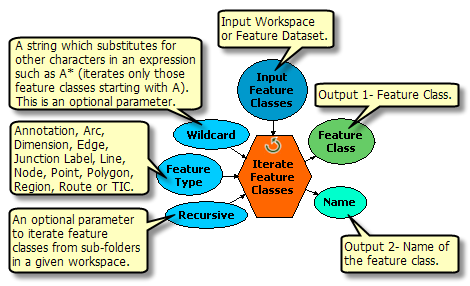 Input Workspace
or Feature Dataset.
A string which substitutes for
other characters in an expression
such as A* (iterates only those
feature classes starting with A).
This is an optional parameter.
Input
Feature
Classes
Output 1- Feature Class.
Wildcard
Feature
Class
Annotation, Arc,
Dimension, Edge,
Junction Label, Line,
Node, Point, Polygon,
Region, Route or TIC.
Feature
Type
Iterate
Feature
Classes
Name
Recursive
An optional parameter
to iterate feature
classes from sub-folders
in a given workspace.
Output 2- Name of
the feature class.